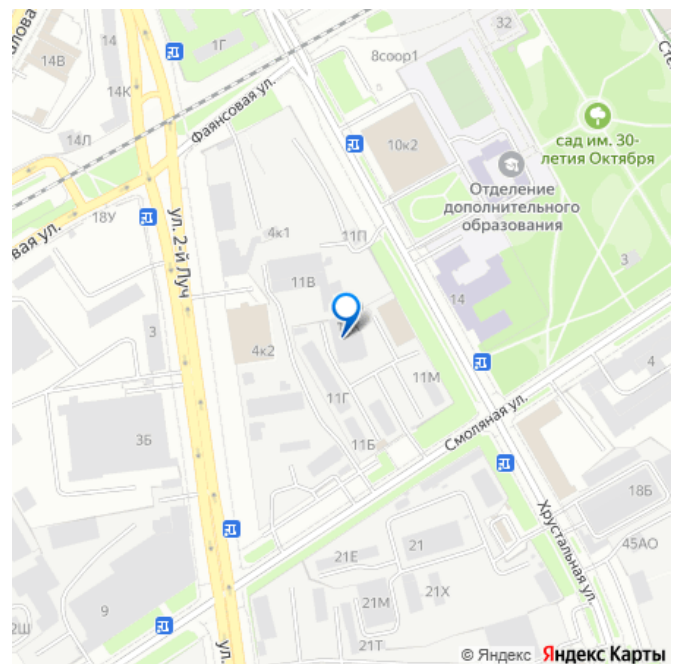 14В
14
1Г
32
8соор1
14К
Фаянсовая ул.
14Л
10к2
сад им. 30-
летия Октября
Отделение
дополнительного
образования
18У
вая ул.
ул. 2-й Луч
4к1
11П
11В
3
14
3
4к2
11Г
11М
4
11Б
Смоляная ул.
3Б
18Б
Хрустальная ул.
45АО
21Е
21
21Х
21М
9
2Ш
21Т
ул.
© Яндекс Яндекс Карты